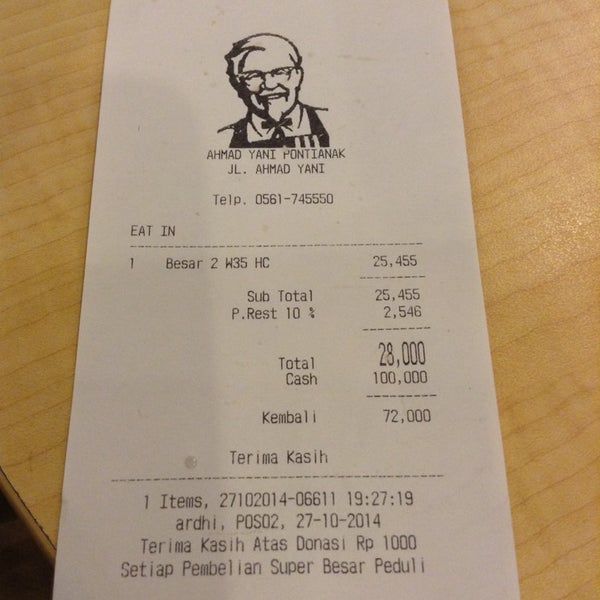 AHMAD YANI PONTIANAK
JL. AHMAD YANI
Telp. 0561-745550
EAT IN
1 Besar 2 W35 HC 25,455
Sub Total 25,455
P.Rest 10 % 2,546
Total 28,000
Cash 100,000
Kembali 72,000
Terima Kasih
1 Items, 27102014-06611 19:27:19
ardhi, POS02, 27-10-2014
Terima Kasih Atas Donasi Rp 1000
Setiap Pembelian Super Besar Peduli